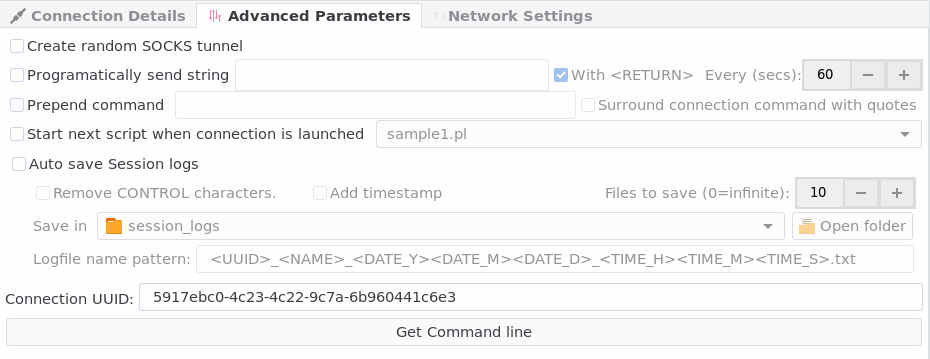 Connection Details Advanced Parameters Network Settings
Create random SOCKS tunnel
Programatically send string With <RETURN> Every (secs): 60
Prepend command Surround connection command with quotes
Start next script when connection is launched sample1.pl
Auto save Session logs
Remove CONTROL characters. Add timestamp Files to save (0=infinite): 10
Save in session_logs Open folder
Logfile name pattern: <UUID>_<NAME>_<DATE_Y><DATE_M><DATE_D>_<TIME_H><TIME_M><TIME_S>.txt
Connection UUID: 5917ebc0-4c23-4c22-9c7a-6b960441c6e3
Get Command line